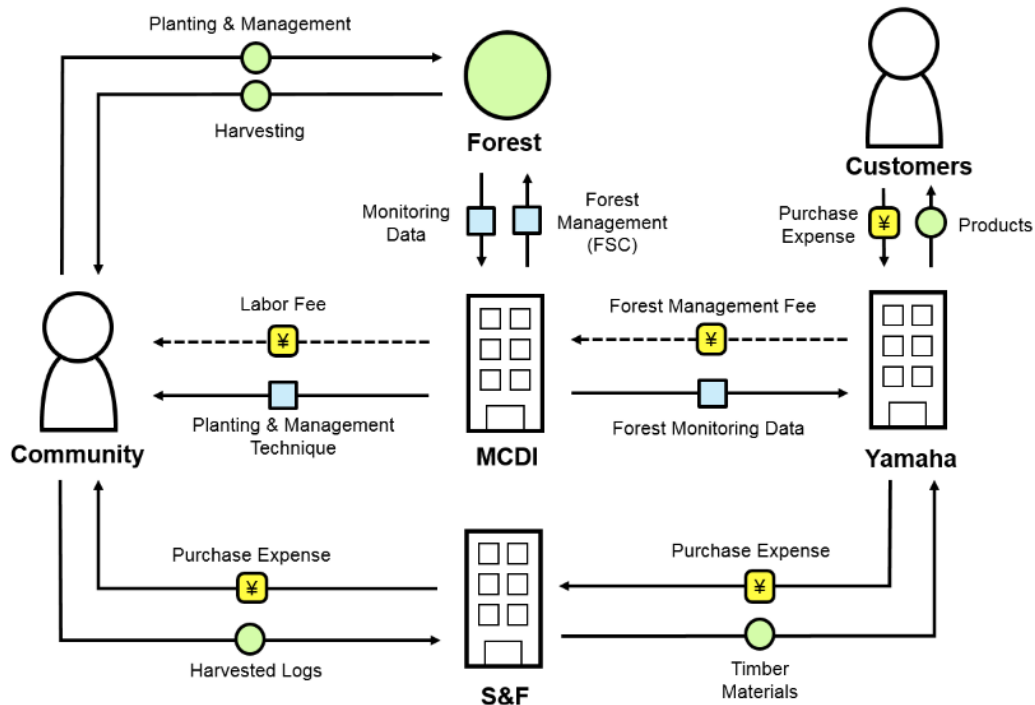 Planting & Management
Harvesting
Forest
Customers
Monitoring
Data
Forest
Management
(FSC)
Purchase
Expense
¥
Products
Labor Fee
¥
Forest Management Fee
¥
Planting & Management
Technique
Forest Monitoring Data
Community
MCDI
Yamaha
Purchase Expense
¥
Purchase Expense
¥
Harvested Logs
Timber
Materials
S&F